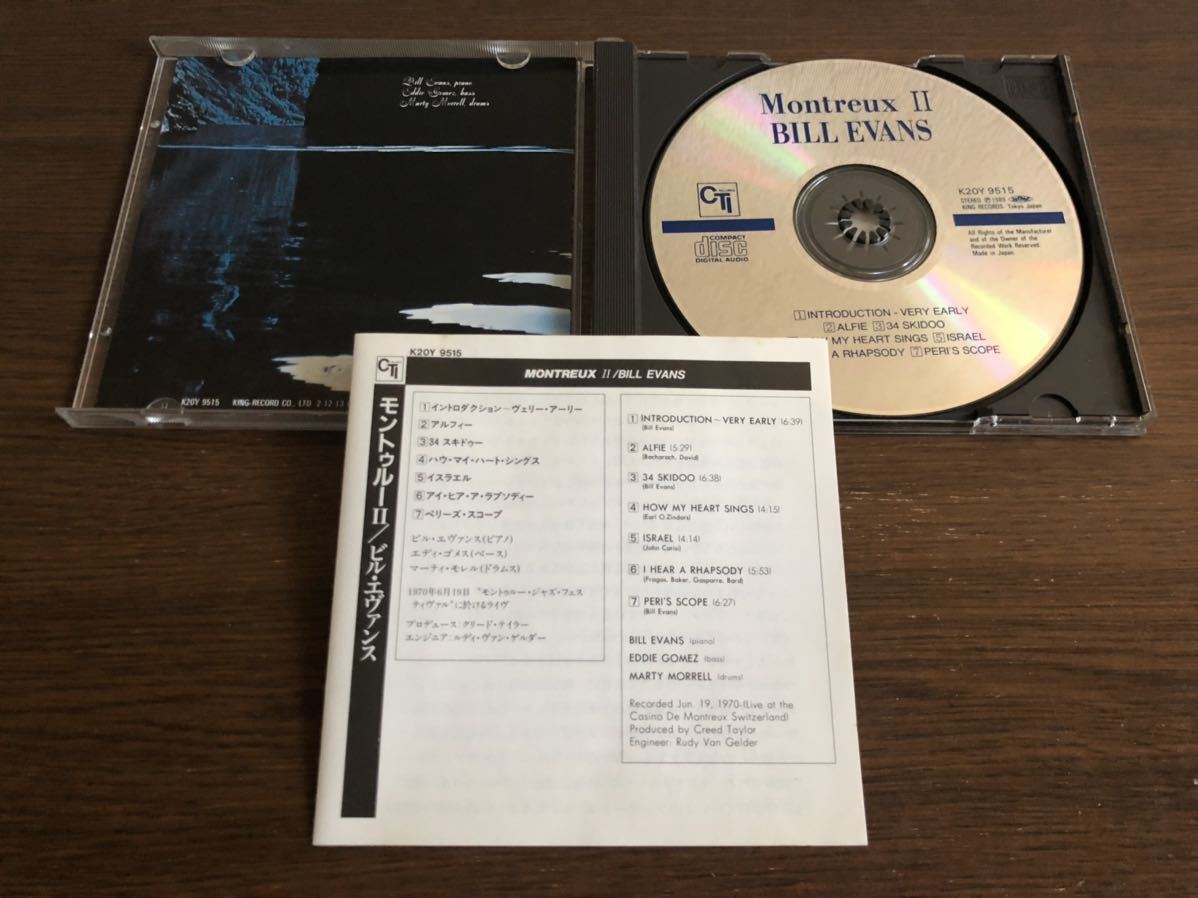 Bill Evans, piano
Eddie Gomez, bass
Marty Morrell, drums
K20Y 9515 KING-RECORD CO., LTD 2.12.13
Montreux II
BILL EVANS
CTI
K20Y 9515
STEREO Ⓟ 1989
KING RECORDS. Tokyo Japan
COMPACT
disc
DIGITAL AUDIO
All Rights of the Manufacturer
and of the Owner of the
Recorded Work Reserved.
Made in Japan.
1 INTRODUCTION - VERY EARLY
2 ALFIE 3 34 SKIDOO
MY HEART SINGS 5 ISRAEL
A RHAPSODY 7 PERI'S SCOPE
K20Y 9515
CTI
MONTREUX II/BILL EVANS
モントゥルーII/ビル・エヴァンス
1 イントロダクション~ヴェリー・アーリー
2 アルフィー
3 34 スキドゥー
4 ハウ・マイ・ハート・シングス
5 イスラエル
6 アイ・ヒア・ア・ラプソディー
7 ペリーズ・スコープ
ビル・エヴァンス(ピアノ)
エディ・ゴメス(ベース)
マーティ・モレル(ドラムス)
1970年6月19日 “モントゥルー・ジャズ・フェス
ティヴァル”に於けるライヴ
プロデュース:クリード・テイラー
エンジニア:ルディ・ヴァン・ゲルダー
1 INTRODUCTION~VERY EARLY (6:39)
(Bill Evans)
2 ALFIE (5:29)
(Bacharach, David)
3 34 SKIDOO (6:38)
(Bill Evans)
4 HOW MY HEART SINGS (4:15)
(Earl O.Zindars)
5 ISRAEL (4:14)
(John Carisi)
6 I HEAR A RHAPSODY (5:53)
(Fragos, Baker, Gasparre, Bard)
7 PERI'S SCOPE (6:27)
(Bill Evans)
BILL EVANS (piano)
EDDIE GOMEZ (bass)
MARTY MORRELL (drums)
Recorded Jun. 19, 1970-(Live at the
Casino De Montreux Switzerland)
Produced by Creed Taylor
Engineer: Rudy Van Gelder